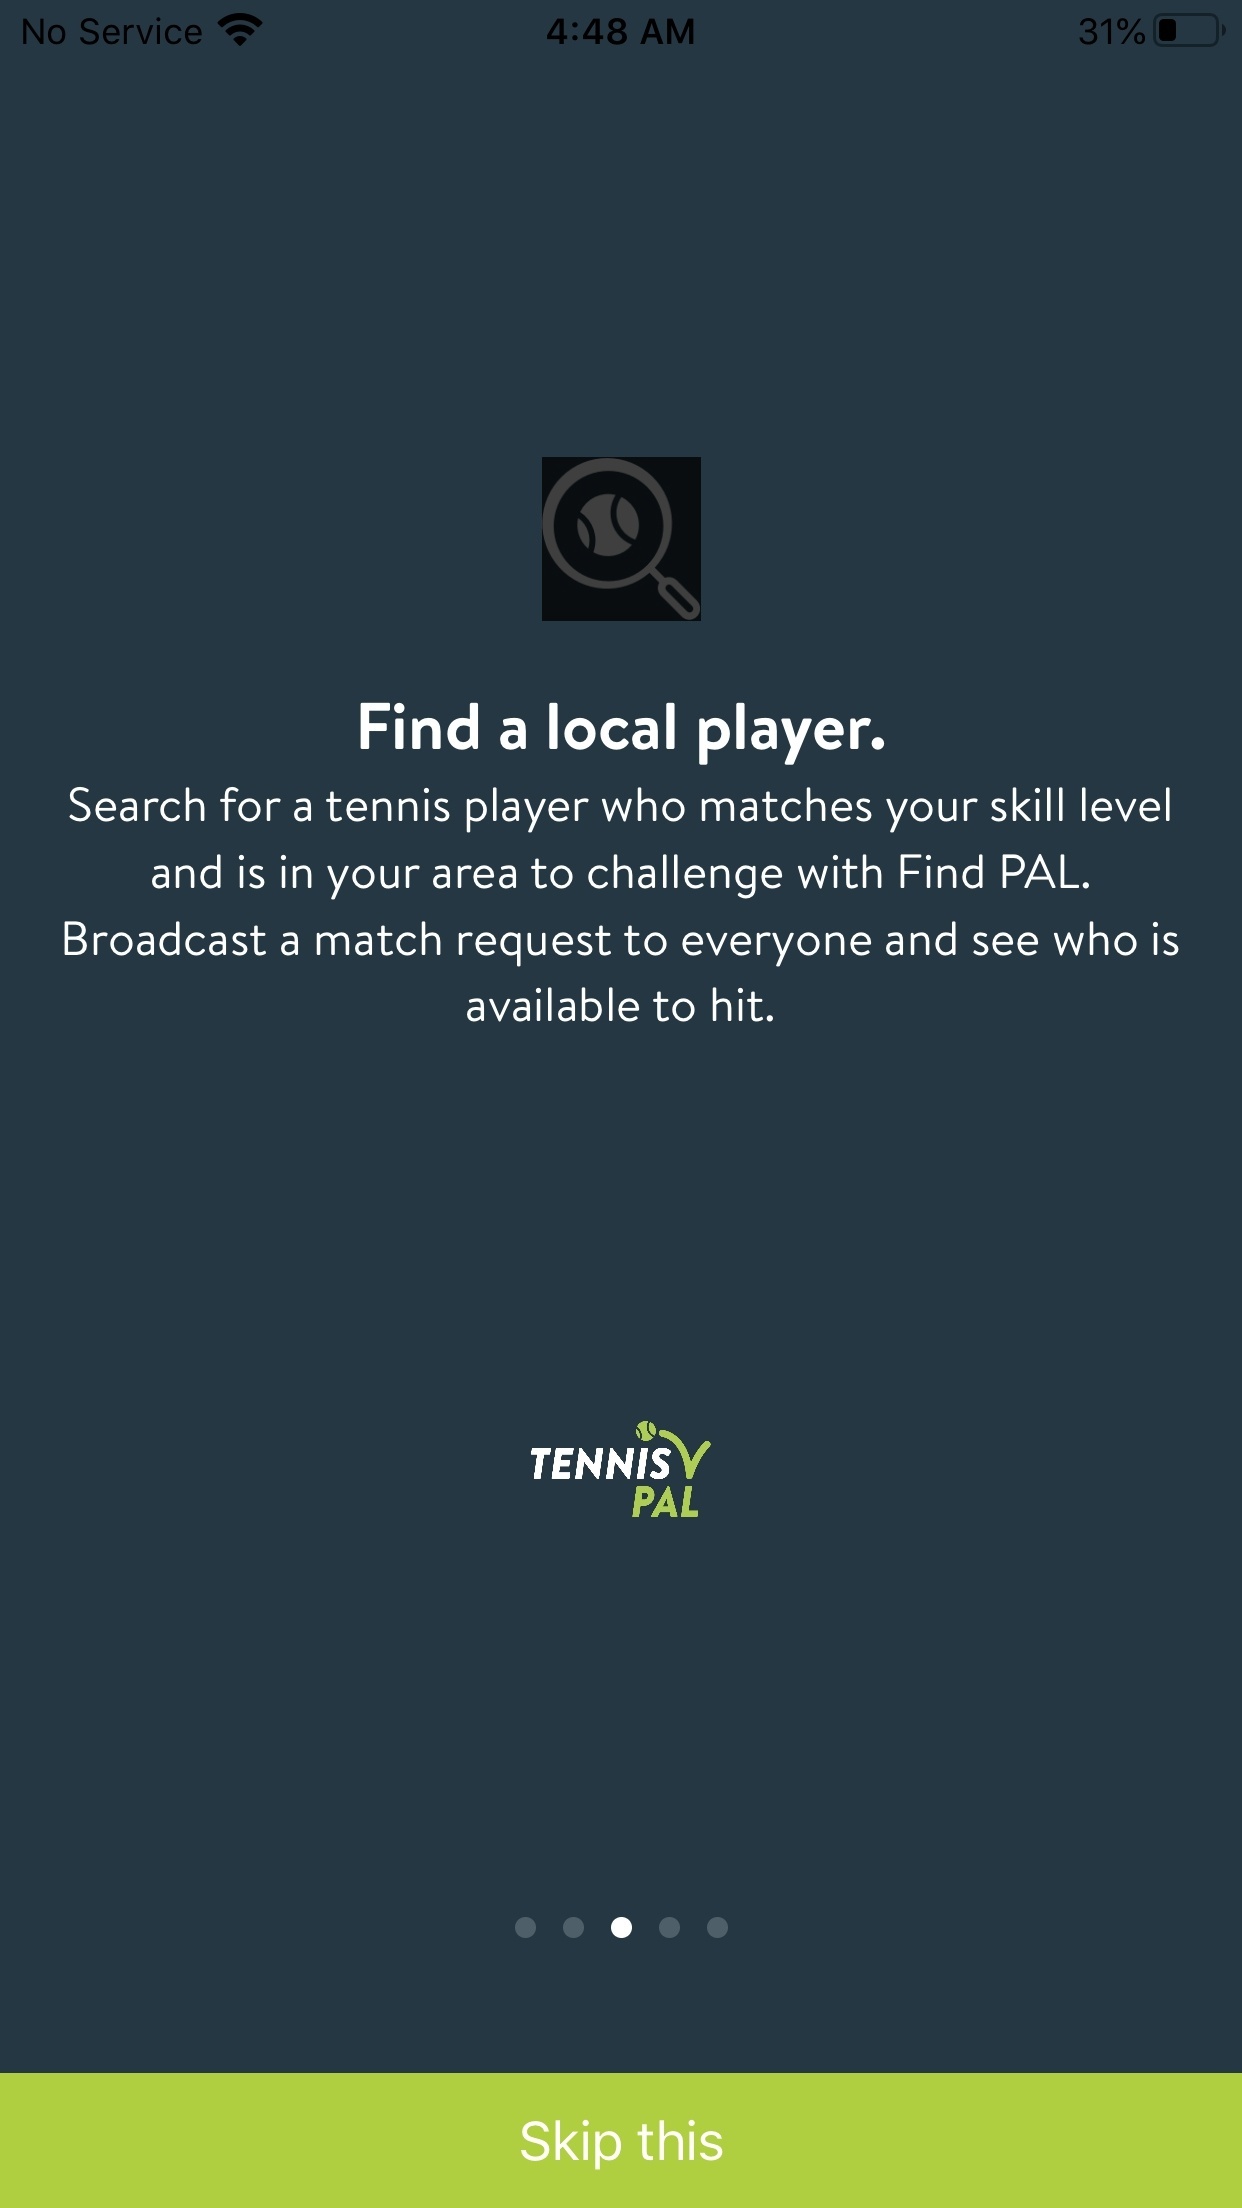 No Service
4:48 AM
31%
Find a local player.
Search for a tennis player who matches your skill level
and is in your area to challenge with Find PAL.
Broadcast a match request to everyone and see who is
available to hit.
TENNIS
PAL
Skip this